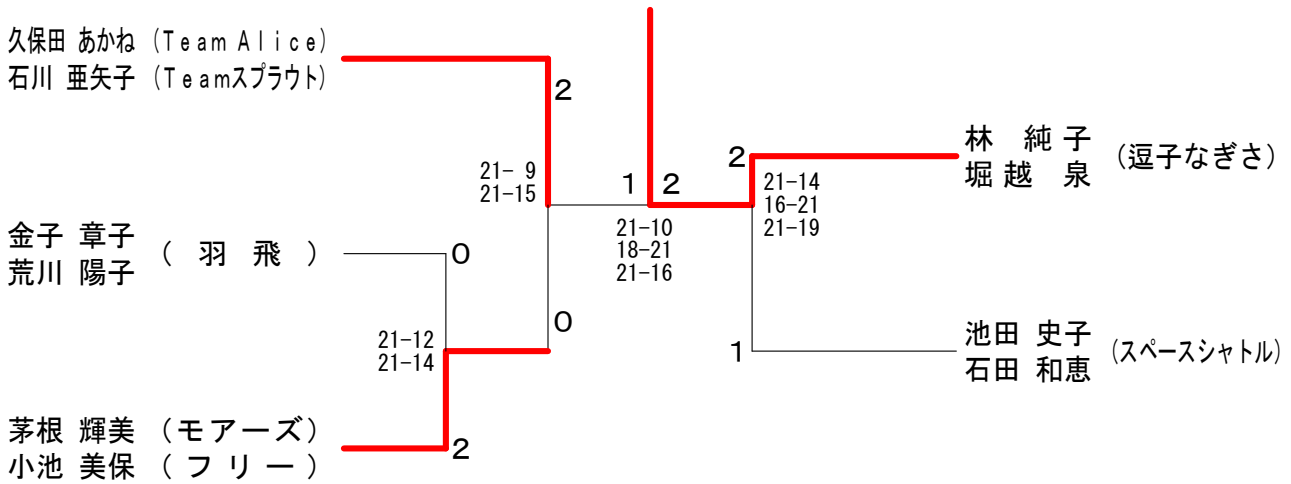 久保田 あかね (Team Alice)
石川 亜矢子 (Teamスプラウト)
2
21- 9
21-15
金子 章子
荒川 陽子 ( 羽 飛 )
0
21-12
21-14
0
茅根 輝美 (モアーズ)
小池 美保 ( フ リ ー )
2
1 2
21-10
18-21
21-16
2
21-14
16-21
21-19
林 純子
堀越 泉 (逗子なぎさ)
1
池田 史子
石田 和恵 (スペースシャトル)